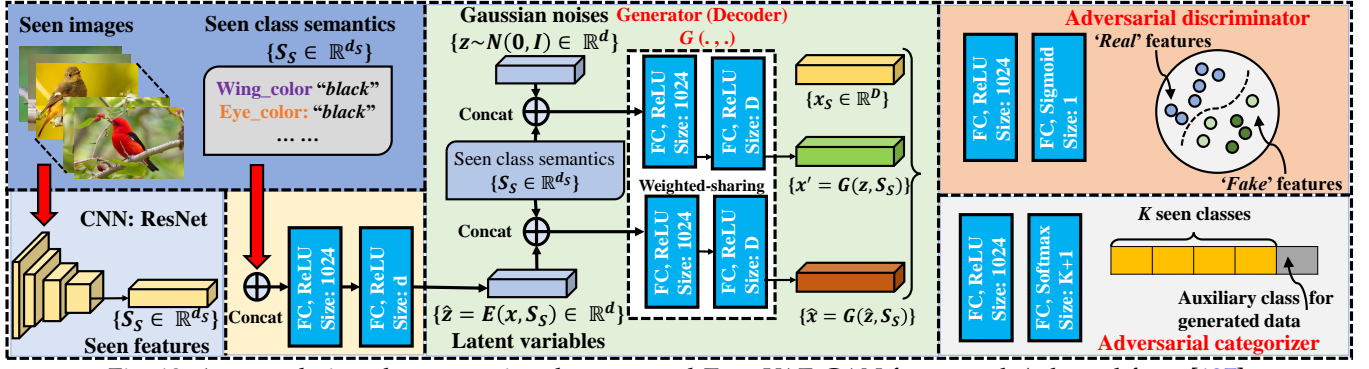 Seen images
Seen class semantics
{S_S ∈ ℝ^{d_S}}
Wing_color "black"
Eye_color: "black"
... ...
CNN: ResNet
{S_S ∈ ℝ^{d_S}}
Seen features
Concat
FC, ReLU
Size: 1024
FC, ReLU
Size: d
Gaussian noises
{z~N(0, I) ∈ ℝ^d}
Concat
Seen class semantics
{S_S ∈ ℝ^{d_S}}
Concat
{ẑ = E(x, S_S) ∈ ℝ^d}
Latent variables
Generator (Decoder)
G (. , .)
FC, ReLU
Size: 1024
FC, ReLU
Size: D
Weighted-sharing
FC, ReLU
Size: 1024
FC, ReLU
Size: D
{x_S ∈ ℝ^D}
{x' = G(z, S_S)}
{x̂ = G(ẑ, S_S)}
Adversarial discriminator
FC, ReLU
Size: 1024
FC, Sigmoid
Size: 1
'Real' features
'Fake' features
FC, ReLU
Size: 1024
FC, Softmax
Size: K+1
K seen classes
Auxiliary class for
generated data
Adversarial categorizer